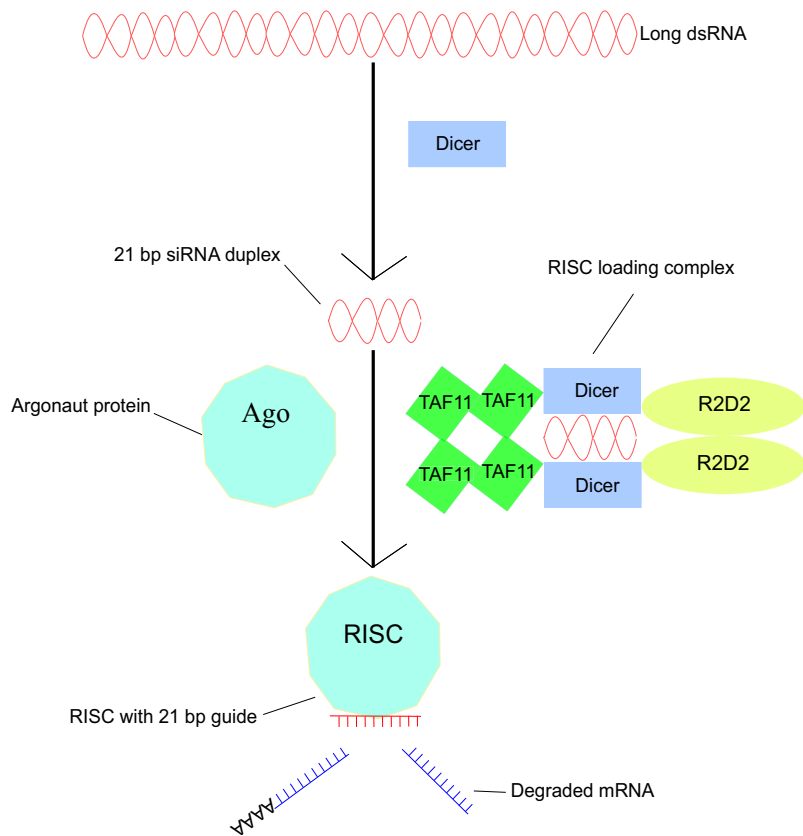 Long dsRNA
Dicer
21 bp siRNA duplex
RISC loading complex
Argonaut protein
Ago
TAF11
TAF11
Dicer
R2D2
TAF11
TAF11
Dicer
R2D2
RISC
RISC with 21 bp guide
Degraded mRNA
AAAA